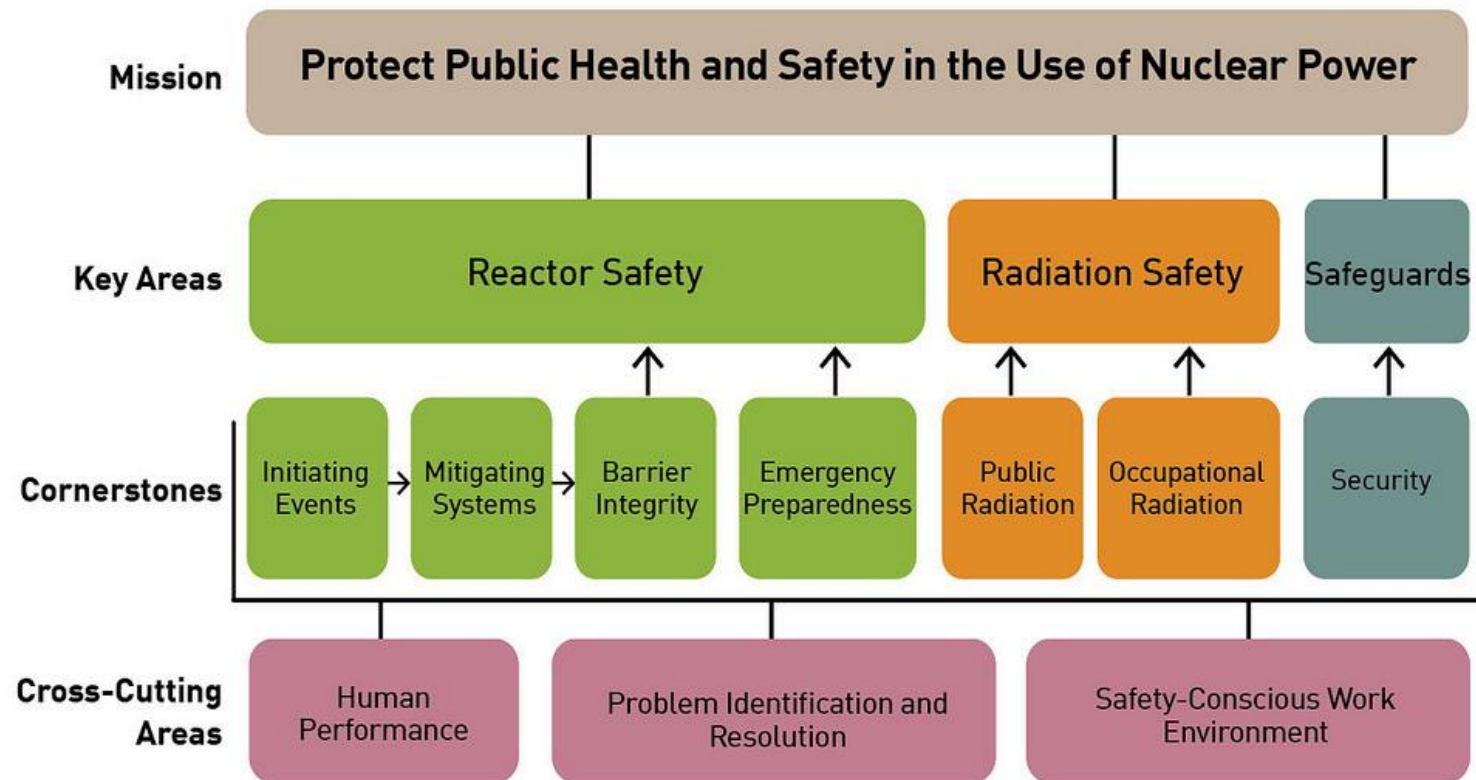 Mission
Protect Public Health and Safety in the Use of Nuclear Power
Key Areas
Reactor Safety
Radiation Safety
Safeguards
Cornerstones
Initiating
Events
Mitigating
Systems
Barrier
Integrity
Emergency
Preparedness
Public
Radiation
Occupational
Radiation
Security
Cross-Cutting
Areas
Human
Performance
Problem Identification and
Resolution
Safety-Conscious Work
Environment